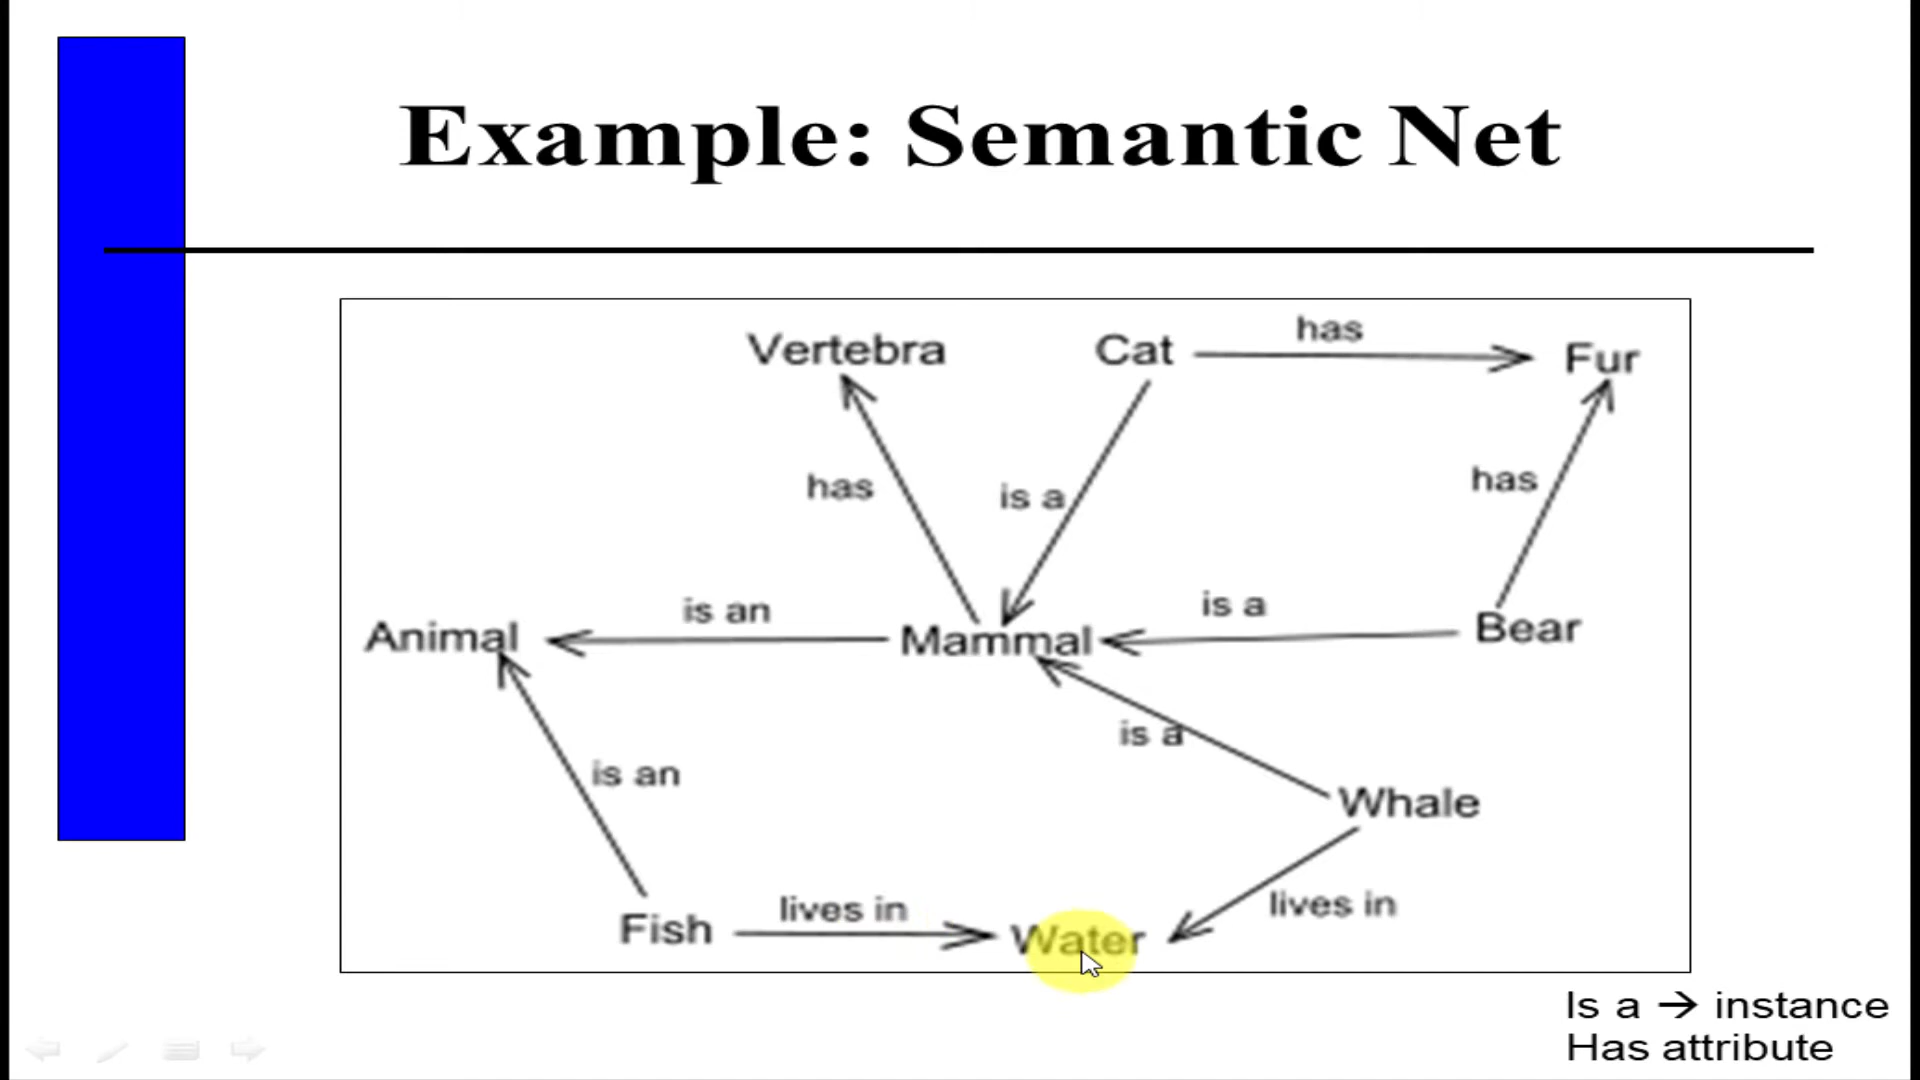 Example: Semantic Net
has
Vertebra
Cat
Fur
has
is a
has
is an
is a
Animal
Mammal
Bear
is a
is an
Whale
lives in
lives in
Fish
Water
Is a → instance
Has attribute